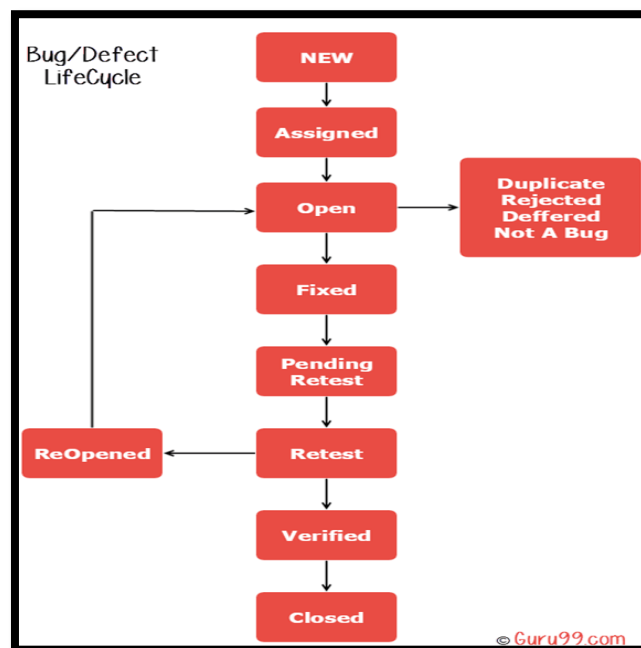 Bug/Defect
LifeCycle
NEW
Assigned
Open
Duplicate
Rejected
Deffered
Not A Bug
Fixed
Pending
Retest
ReOpened
Retest
Verified
Closed
© Guru99.com